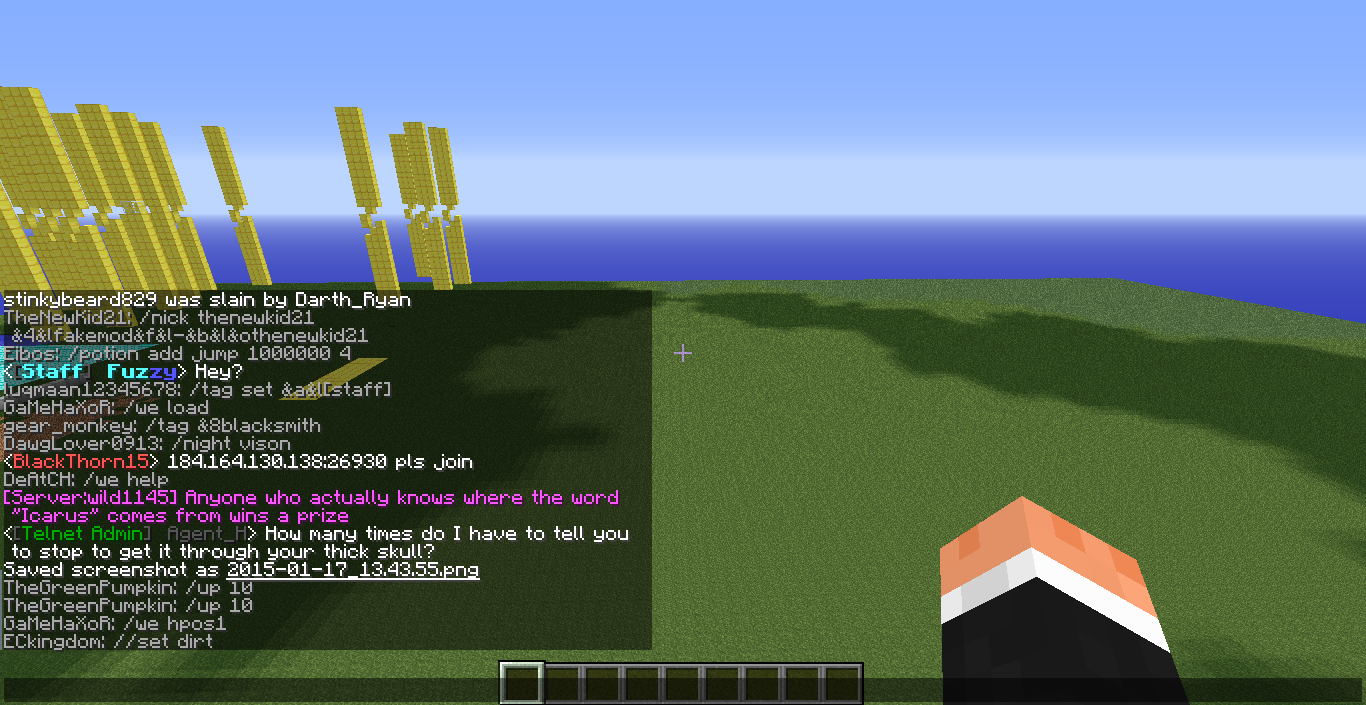 stinkybeard829 was slain by Darth_Ryan
TheNewKid21: /nick thenewkid21
&4&lfakemod&f&l-&b&l&othenewkid21
Eibos: /potion add jump 1000000 4
<[Staff] Fuzzy> Hey?
luqmaan12345678: /tag set &a&l[staff]
GaMeHaXoR: /we load
gear_monkey: /tag &8blacksmith
DawgLover0913: /night vison
<BlackThorn15> 184.164.130.138:26930 pls join
DeAtCH: /we help
[Server:wild1145] Anyone who actually knows where the word
"Icarus" comes from wins a prize
<[Telnet Admin] Agent_H> How many times do I have to tell you
to stop to get it through your thick skull?
Saved screenshot as 2015-01-17_13.43.55.png
TheGreenPumpkin: /up 10
TheGreenPumpkin: /up 10
GaMeHaXoR: /we hpos1
ECkingdom: //set dirt